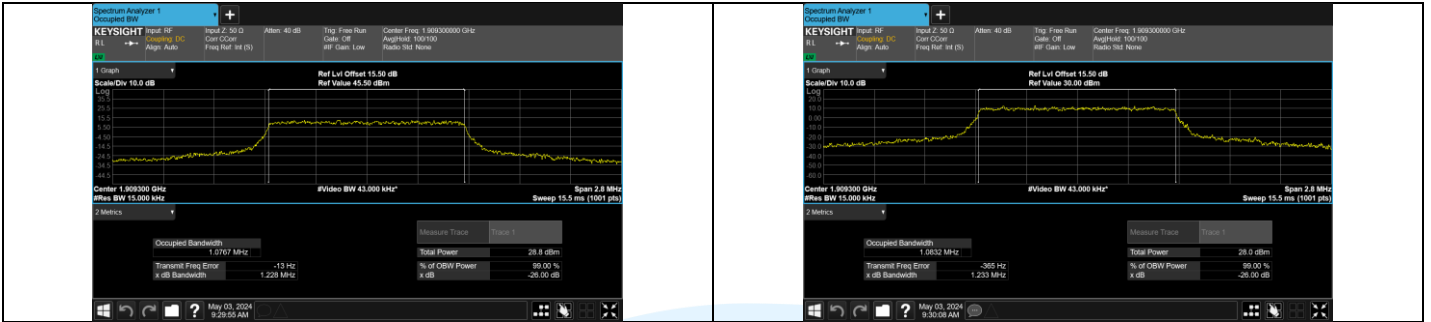 Spectrum Analyzer 1
Occupied BW
+
KEYSIGHT
RL
Input: RF
Coupling: DC
Align: Auto
Input Z: 50 Ω
Corr CCorr
Freq Ref: Int (S)
Atten: 40 dB
Trig: Free Run
Gate: Off
#IF Gain: Low
Center Freq: 1.909300000 GHz
Avg|Hold: 100/100
Radio Std: None
1 Graph
Scale/Div 10.0 dB
Ref Lvl Offset 15.50 dB
Ref Value 45.50 dBm
Log
35.5
25.5
15.5
5.50
-4.50
-14.5
-24.5
-34.5
-44.5
Center 1.909300 GHz
#Res BW 15.000 kHz
#Video BW 43.000 kHz*
Span 2.8 MHz
Sweep 15.5 ms (1001 pts)
2 Metrics
Measure Trace Trace 1
Occupied Bandwidth
1.0767 MHz
Total Power 28.8 dBm
Transmit Freq Error -13 Hz
% of OBW Power 99.00 %
x dB Bandwidth 1.228 MHz
x dB -26.00 dB
?
May 03, 2024
9:29:55 AM
Spectrum Analyzer 1
Occupied BW
+
KEYSIGHT
RL
Input: RF
Coupling: DC
Align: Auto
Input Z: 50 Ω
Corr CCorr
Freq Ref: Int (S)
Atten: 40 dB
Trig: Free Run
Gate: Off
#IF Gain: Low
Center Freq: 1.909300000 GHz
Avg|Hold: 100/100
Radio Std: None
1 Graph
Scale/Div 10.0 dB
Ref Lvl Offset 15.50 dB
Ref Value 30.00 dBm
Log
20.0
10.0
0.00
-10.0
-20.0
-30.0
-40.0
-50.0
-60.0
Center 1.909300 GHz
#Res BW 15.000 kHz
#Video BW 43.000 kHz*
Span 2.8 MHz
Sweep 15.5 ms (1001 pts)
2 Metrics
Measure Trace Trace 1
Occupied Bandwidth
1.0832 MHz
Total Power 28.0 dBm
Transmit Freq Error -365 Hz
% of OBW Power 99.00 %
x dB Bandwidth 1.233 MHz
x dB -26.00 dB
?
May 03, 2024
9:30:08 AM